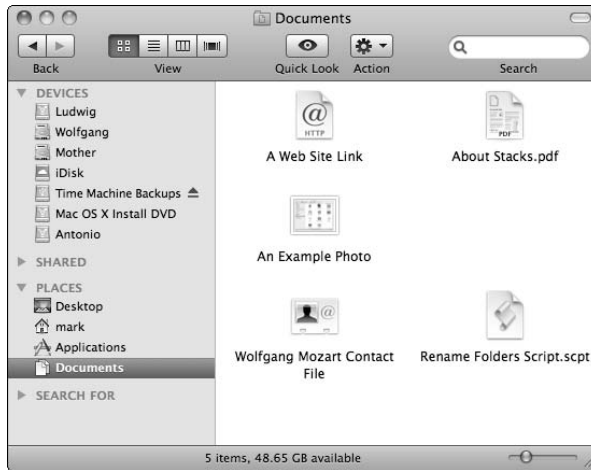 Documents
Back
View
Quick Look
Action
Search
DEVICES
Ludwig
Wolfgang
Mother
iDisk
Time Machine Backups
Mac OS X Install DVD
Antonio
SHARED
PLACES
Desktop
mark
Applications
Documents
SEARCH FOR
@
HTTP
A Web Site Link
PDF
About Stacks.pdf
An Example Photo
@
Wolfgang Mozart Contact
File
Rename Folders Script.scpt
5 items, 48.65 GB available